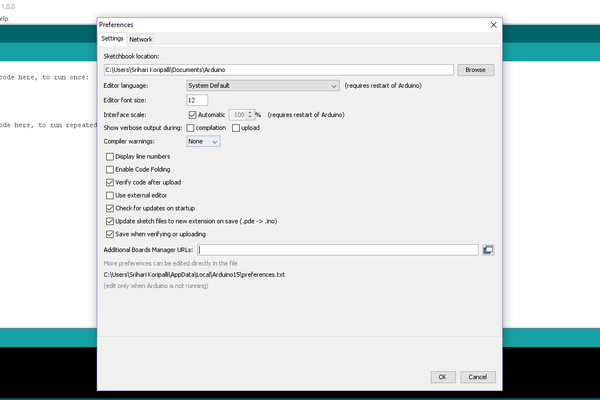 1.8.0
elp
Preferences
Settings Network
Sketchbook location:
C:\Users\Srihari Koripalli\Documents\Arduino Browse
Editor language: System Default (requires restart of Arduino)
Editor font size: 12
Interface scale: Automatic 100 % (requires restart of Arduino)
Show verbose output during: compilation upload
Compiler warnings: None
Display line numbers
Enable Code Folding
Verify code after upload
Use external editor
Check for updates on startup
Update sketch files to new extension on save (.pde -> .ino)
Save when verifying or uploading
Additional Boards Manager URLs:
More preferences can be edited directly in the file
C:\Users\Srihari Koripalli\AppData\Local\Arduino15\preferences.txt
(edit only when Arduino is not running)
OK Cancel
code here, to run once:
code here, to run repeated